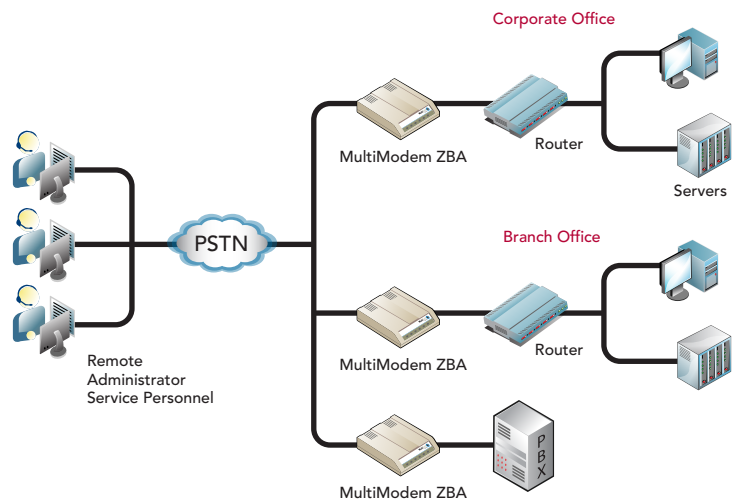 Corporate Office
MultiModem ZBA
Router
Servers
PSTN
Branch Office
MultiModem ZBA
Router
Remote
Administrator
Service Personnel
PBX
MultiModem ZBA